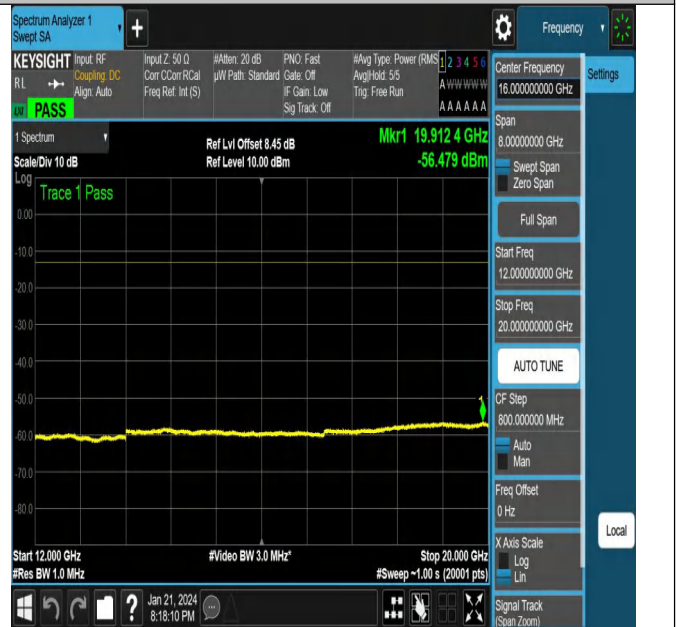 Spectrum Analyzer 1
Swept SA
+
Frequency
KEYSIGHT
RL
PASS
Input: RF
Coupling: DC
Align: Auto
Input Z: 50 Ω
Corr CCorr RCal
Freq Ref: Int (S)
#Atten: 20 dB
µW Path: Standard
PNO: Fast
Gate: Off
IF Gain: Low
Sig Track: Off
#Avg Type: Power (RMS
Avg|Hold: 5/5
Trig: Free Run
1 2 3 4 5 6
A W W W W W
A A A A A A
1 Spectrum
Scale/Div 10 dB
Log
Ref Lvl Offset 8.45 dB
Ref Level 10.00 dBm
Mkr1 19.912 4 GHz
-56.479 dBm
Trace 1 Pass
0.00
-10.0
-20.0
-30.0
-40.0
-50.0
-60.0
-70.0
-80.0
1
Start 12.000 GHz
#Res BW 1.0 MHz
#Video BW 3.0 MHz*
Stop 20.000 GHz
#Sweep ~1.00 s (20001 pts)
Center Frequency
16.000000000 GHz
Settings
Span
8.00000000 GHz
Swept Span
Zero Span
Full Span
Start Freq
12.000000000 GHz
Stop Freq
20.000000000 GHz
AUTO TUNE
CF Step
800.000000 MHz
Auto
Man
Freq Offset
0 Hz
X Axis Scale
Log
Lin
Local
Signal Track
(Span Zoom)
?
Jan 21, 2024
8:18:10 PM